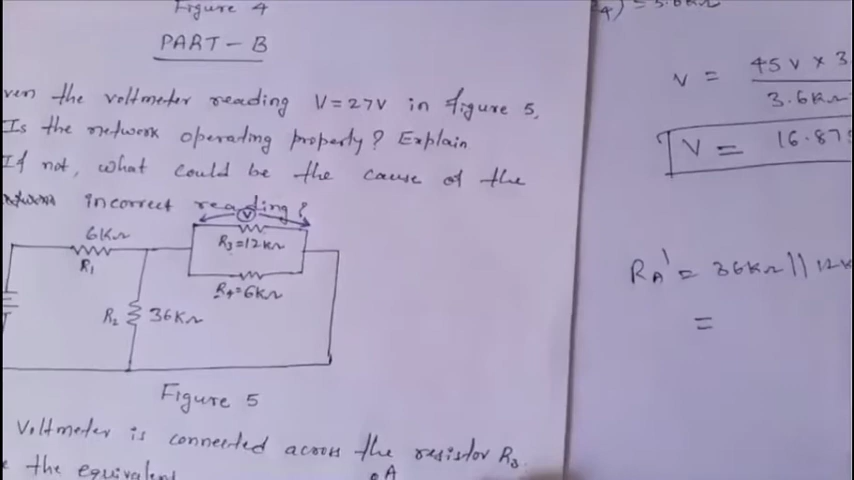 Figure 4
PART - B
the voltmeter reading V = 27V in figure 5,
Is the network operating properly? Explain
If not, what could be the cause of the
incorrect reading?
V
6KΩ
R1
R3=12KΩ
R4=6KΩ
R2
36KΩ
Figure 5
Voltmeter is connected across the resistor R3
the equivalent
V = 45V × 3
3.6KΩ
V = 16.87
RA' = 36KΩ || 12K
=